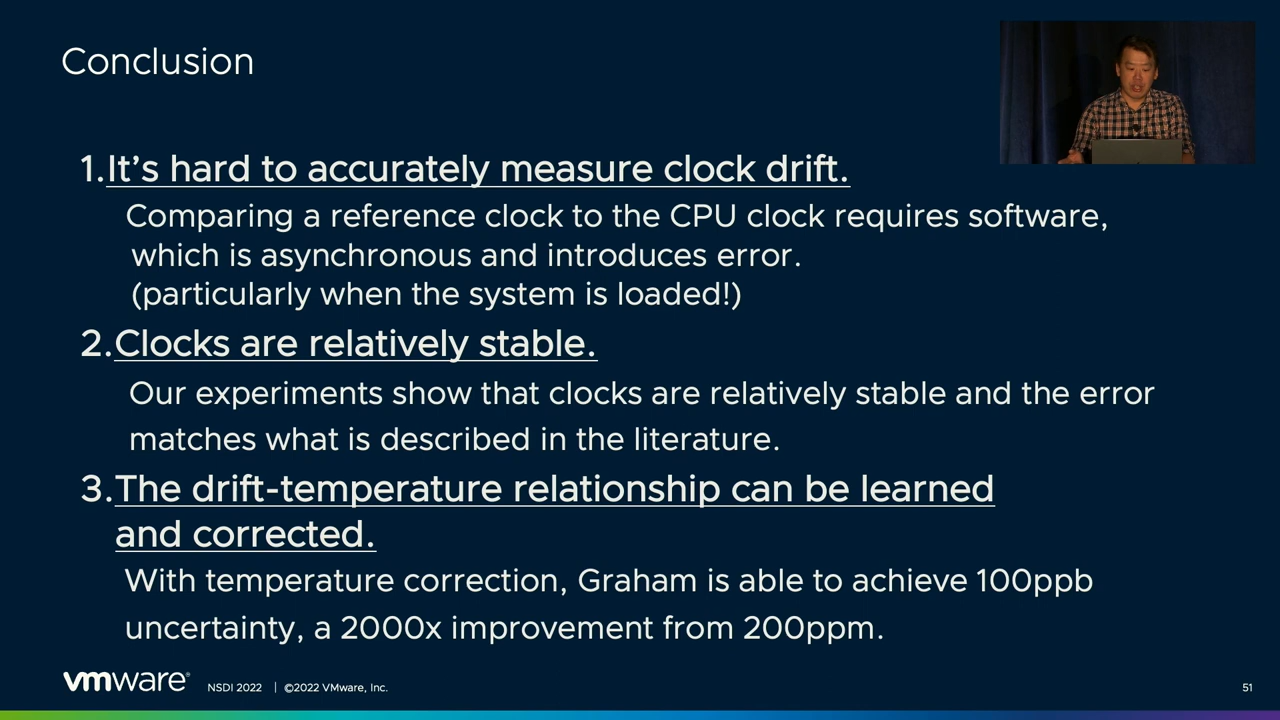 Conclusion
1.It's hard to accurately measure clock drift.
Comparing a reference clock to the CPU clock requires software,
which is asynchronous and introduces error.
(particularly when the system is loaded!)
2.Clocks are relatively stable.
Our experiments show that clocks are relatively stable and the error
matches what is described in the literature.
3.The drift-temperature relationship can be learned
and corrected.
With temperature correction, Graham is able to achieve 100ppb
uncertainty, a 2000x improvement from 200ppm.
vmware® NSDI 2022 | ©2022 VMware, Inc. 51